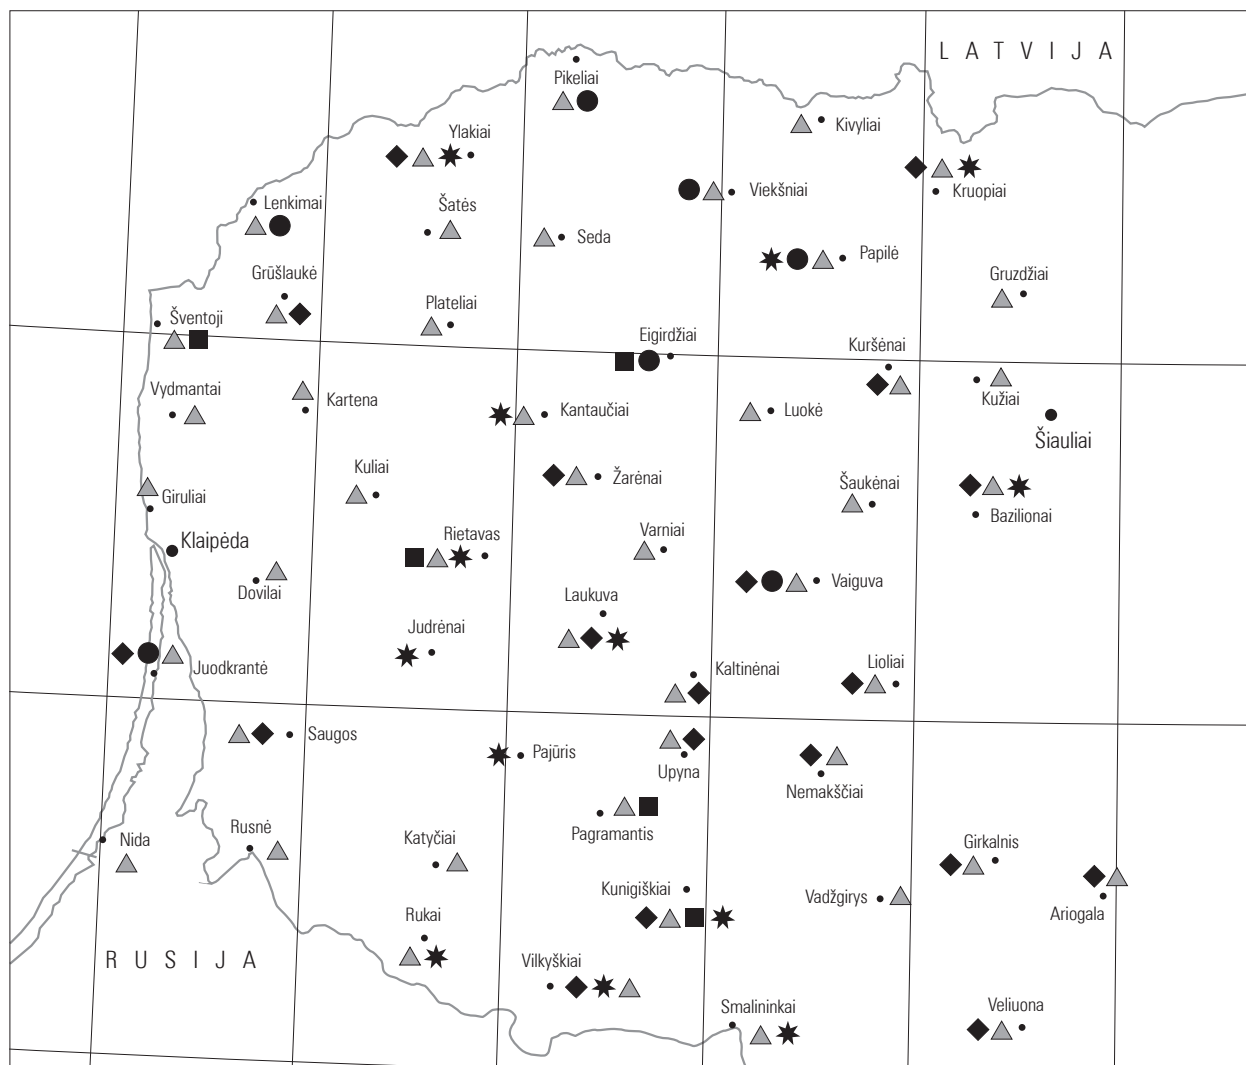 LATVIJA
Pikeliai
Kivyliai
Ylakiai
Viekšniai
Kruopiai
Lenkimai
Šatės
Seda
Papilė
Grūšlaukė
Gruzdžiai
Plateliai
Šventoji
Eigirdžiai
Kuršėnai
Vydmantai
Kartena
Kantaučiai
Luokė
Kužiai
Šiauliai
Kuliai
Žarėnai
Šaukėnai
Giruliai
Bazilionai
Klaipėda
Rietavas
Varniai
Dovilai
Laukuva
Vaiguva
Judrėnai
Juodkrantė
Kaltinėnai
Lioliai
Saugos
Pajūris
Upyna
Nemakščiai
Pagramantis
Nida
Rusnė
Katyčiai
Girkalnis
Kunigiškiai
Vadžgirys
Ariogala
Rukai
RUSIJA
Vilkyškiai
Smalininkai
Veliuona